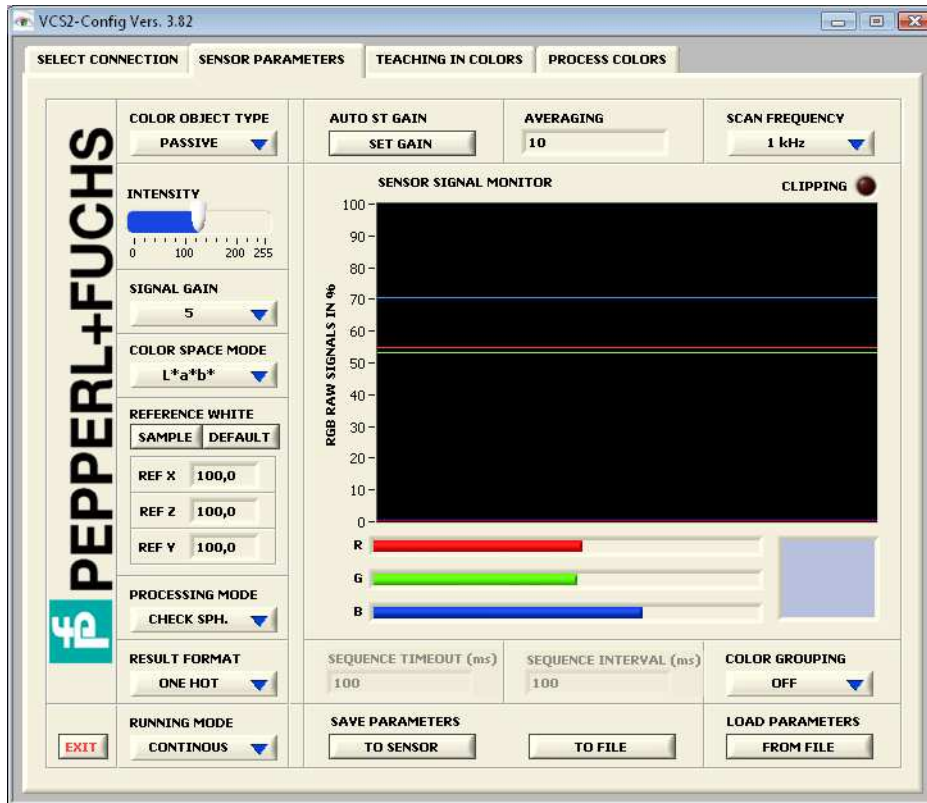 VCS2-Config Vers. 3.82
SELECT CONNECTION SENSOR PARAMETERS TEACHING IN COLORS PROCESS COLORS
PEPPERL+FUCHS
COLOR OBJECT TYPE
PASSIVE
AUTO ST GAIN
SET GAIN
AVERAGING
10
SCAN FREQUENCY
1 kHz
INTENSITY
0 100 200 255
SIGNAL GAIN
5
COLOR SPACE MODE
L*a*b*
REFERENCE WHITE
SAMPLE DEFAULT
REF X 100,0
REF Z 100,0
REF Y 100,0
PROCESSING MODE
CHECK SPH.
RESULT FORMAT
ONE HOT
RUNNING MODE
CONTINOUS
EXIT
SENSOR SIGNAL MONITOR
CLIPPING
RGB RAW SIGNALS IN %
100
90
80
70
60
50
40
30
20
10
0
R
G
B
SEQUENCE TIMEOUT (ms)
100
SEQUENCE INTERVAL (ms)
100
COLOR GROUPING
OFF
SAVE PARAMETERS
TO SENSOR
TO FILE
LOAD PARAMETERS
FROM FILE